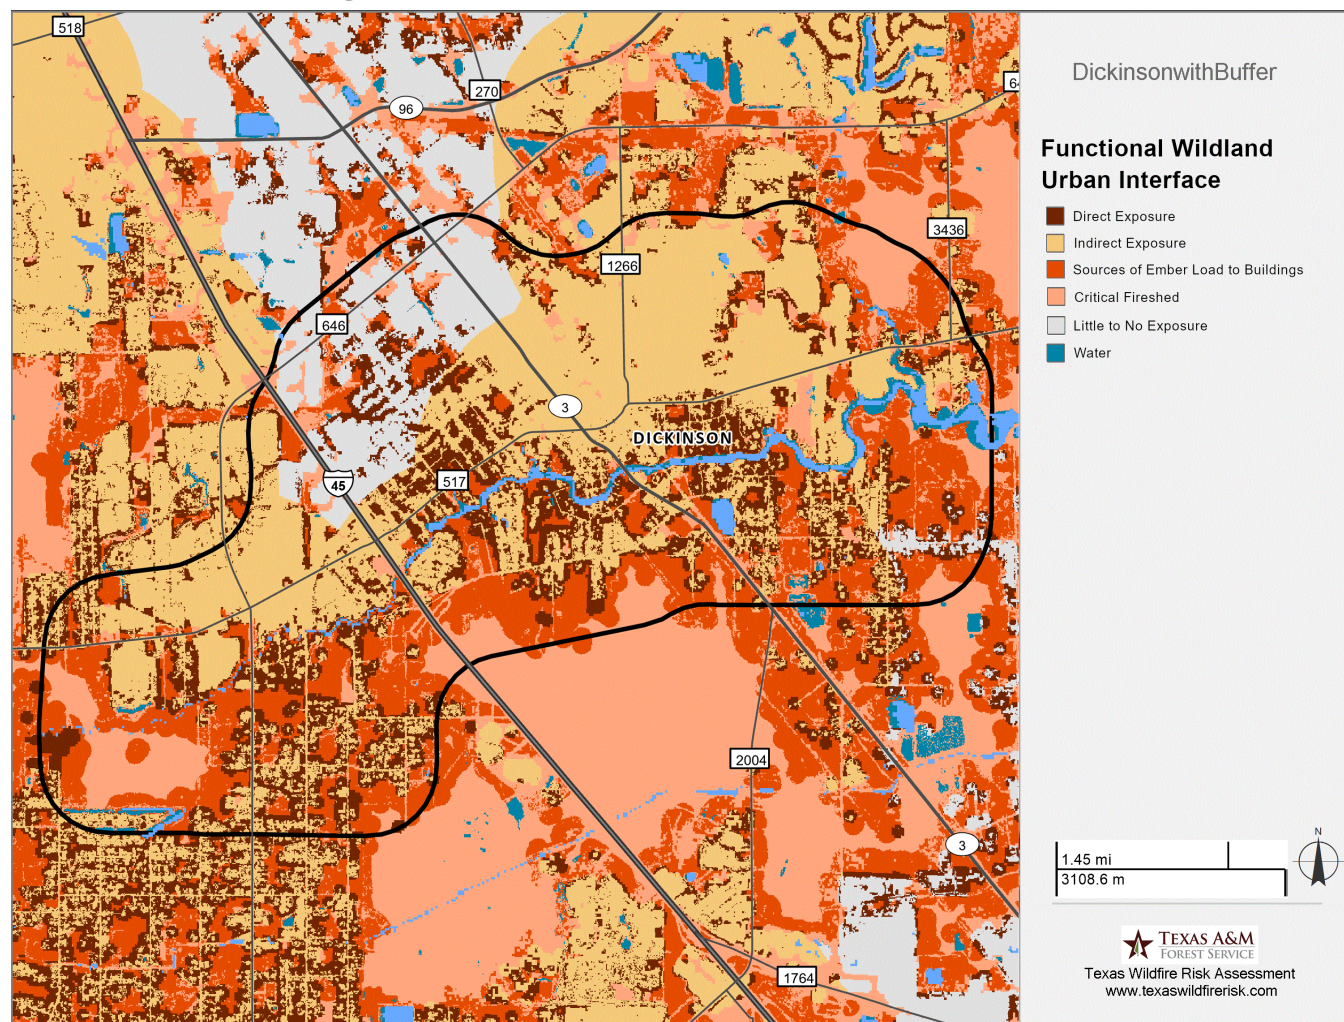 518
270
96
64
DickinsonwithBuffer
Functional Wildland
Urban Interface
Direct Exposure
Indirect Exposure
Sources of Ember Load to Buildings
Critical Fireshed
Little to No Exposure
Water
3436
1266
646
3
DICKINSON
517
45
2004
3
1764
N
1.45 mi
3108.6 m
TEXAS A&M
FOREST SERVICE
Texas Wildfire Risk Assessment
www.texaswildfirerisk.com